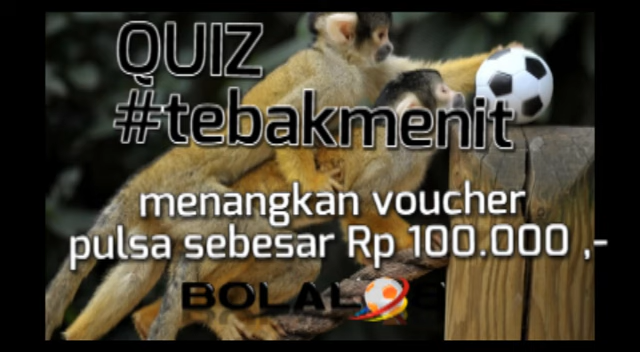 QUIZ
#tebakmenit
menangkan voucher
pulsa sebesar Rp 100.000 ,-